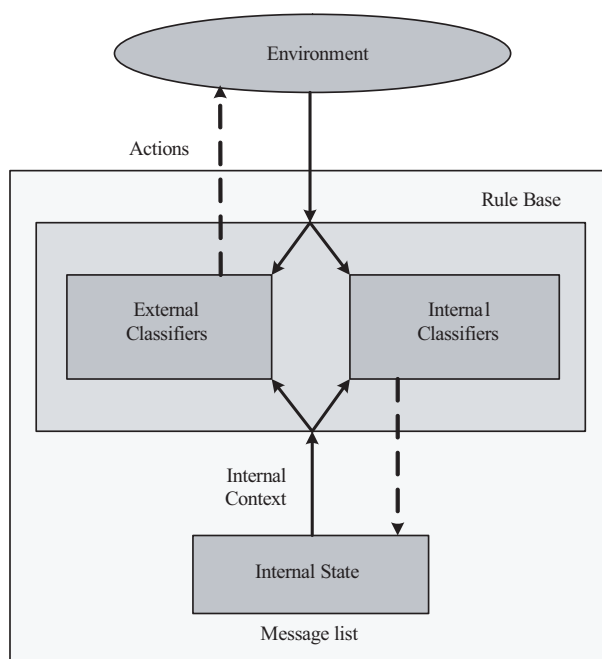 Environment
Actions
Rule Base
External
Classifiers
Internal
Classifiers
Internal
Context
Internal State
Message list